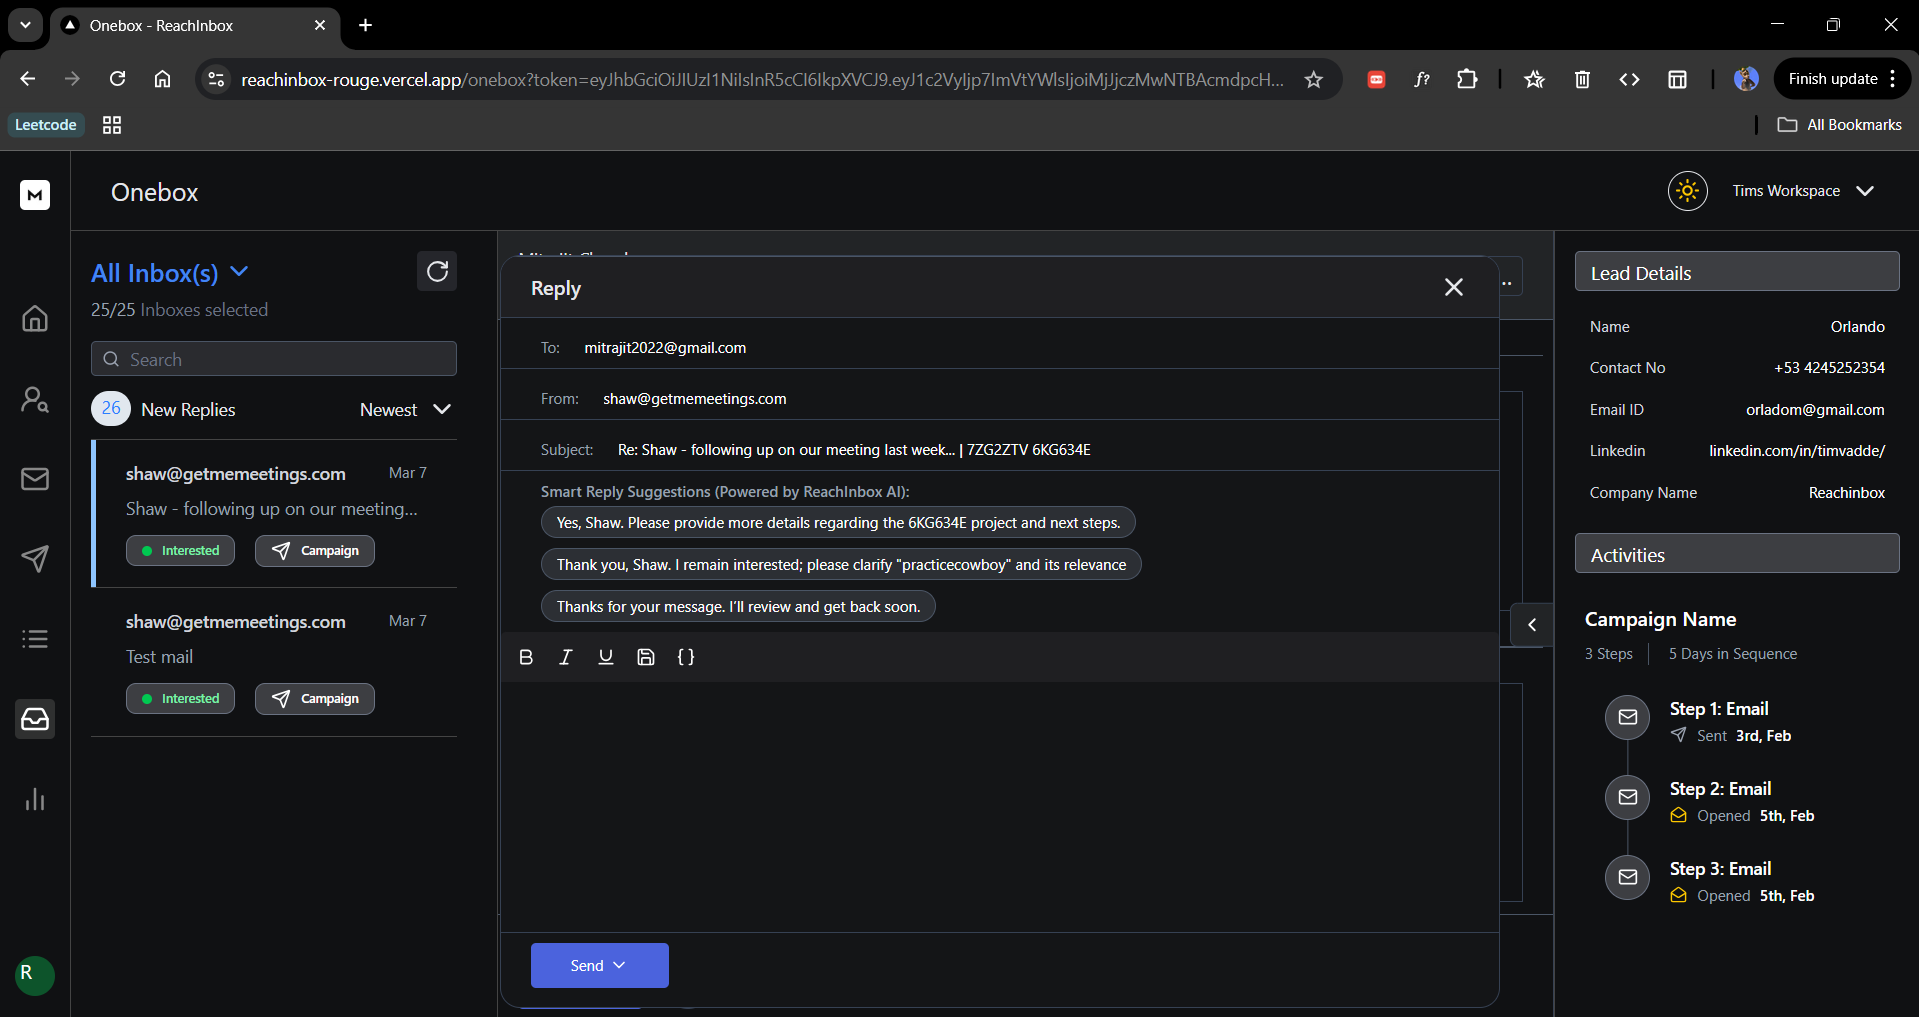 Onebox - ReachInbox
reachinbox-rouge.vercel.app/onebox?token=
Finish update
Leetcode
All Bookmarks
M
Onebox
Tims Workspace
All Inbox(s)
25/25 Inboxes selected
Search
26 New Replies
Newest
shaw@getmemeetings.com
Mar 7
Shaw - following up on our meeting...
Interested
Campaign
shaw@getmemeetings.com
Mar 7
Test mail
Interested
Campaign
R
Reply
To: mitrajit2022@gmail.com
From: shaw@getmemeetings.com
Subject: Re: Shaw - following up on our meeting last week... | 7ZG2ZTV 6KG634E
Smart Reply Suggestions (Powered by ReachInbox AI):
Yes, Shaw. Please provide more details regarding the 6KG634E project and next steps.
Thank you, Shaw. I remain interested; please clarify "practicecowboy" and its relevance
Thanks for your message. I'll review and get back soon.
B I U { }
Send
Lead Details
Name Orlando
Contact No +53 4245252354
Email ID orladom@gmail.com
Linkedin linkedin.com/in/timvadde/
Company Name Reachinbox
Activities
Campaign Name
3 Steps
5 Days in Sequence
Step 1: Email
Sent 3rd, Feb
Step 2: Email
Opened 5th, Feb
Step 3: Email
Opened 5th, Feb